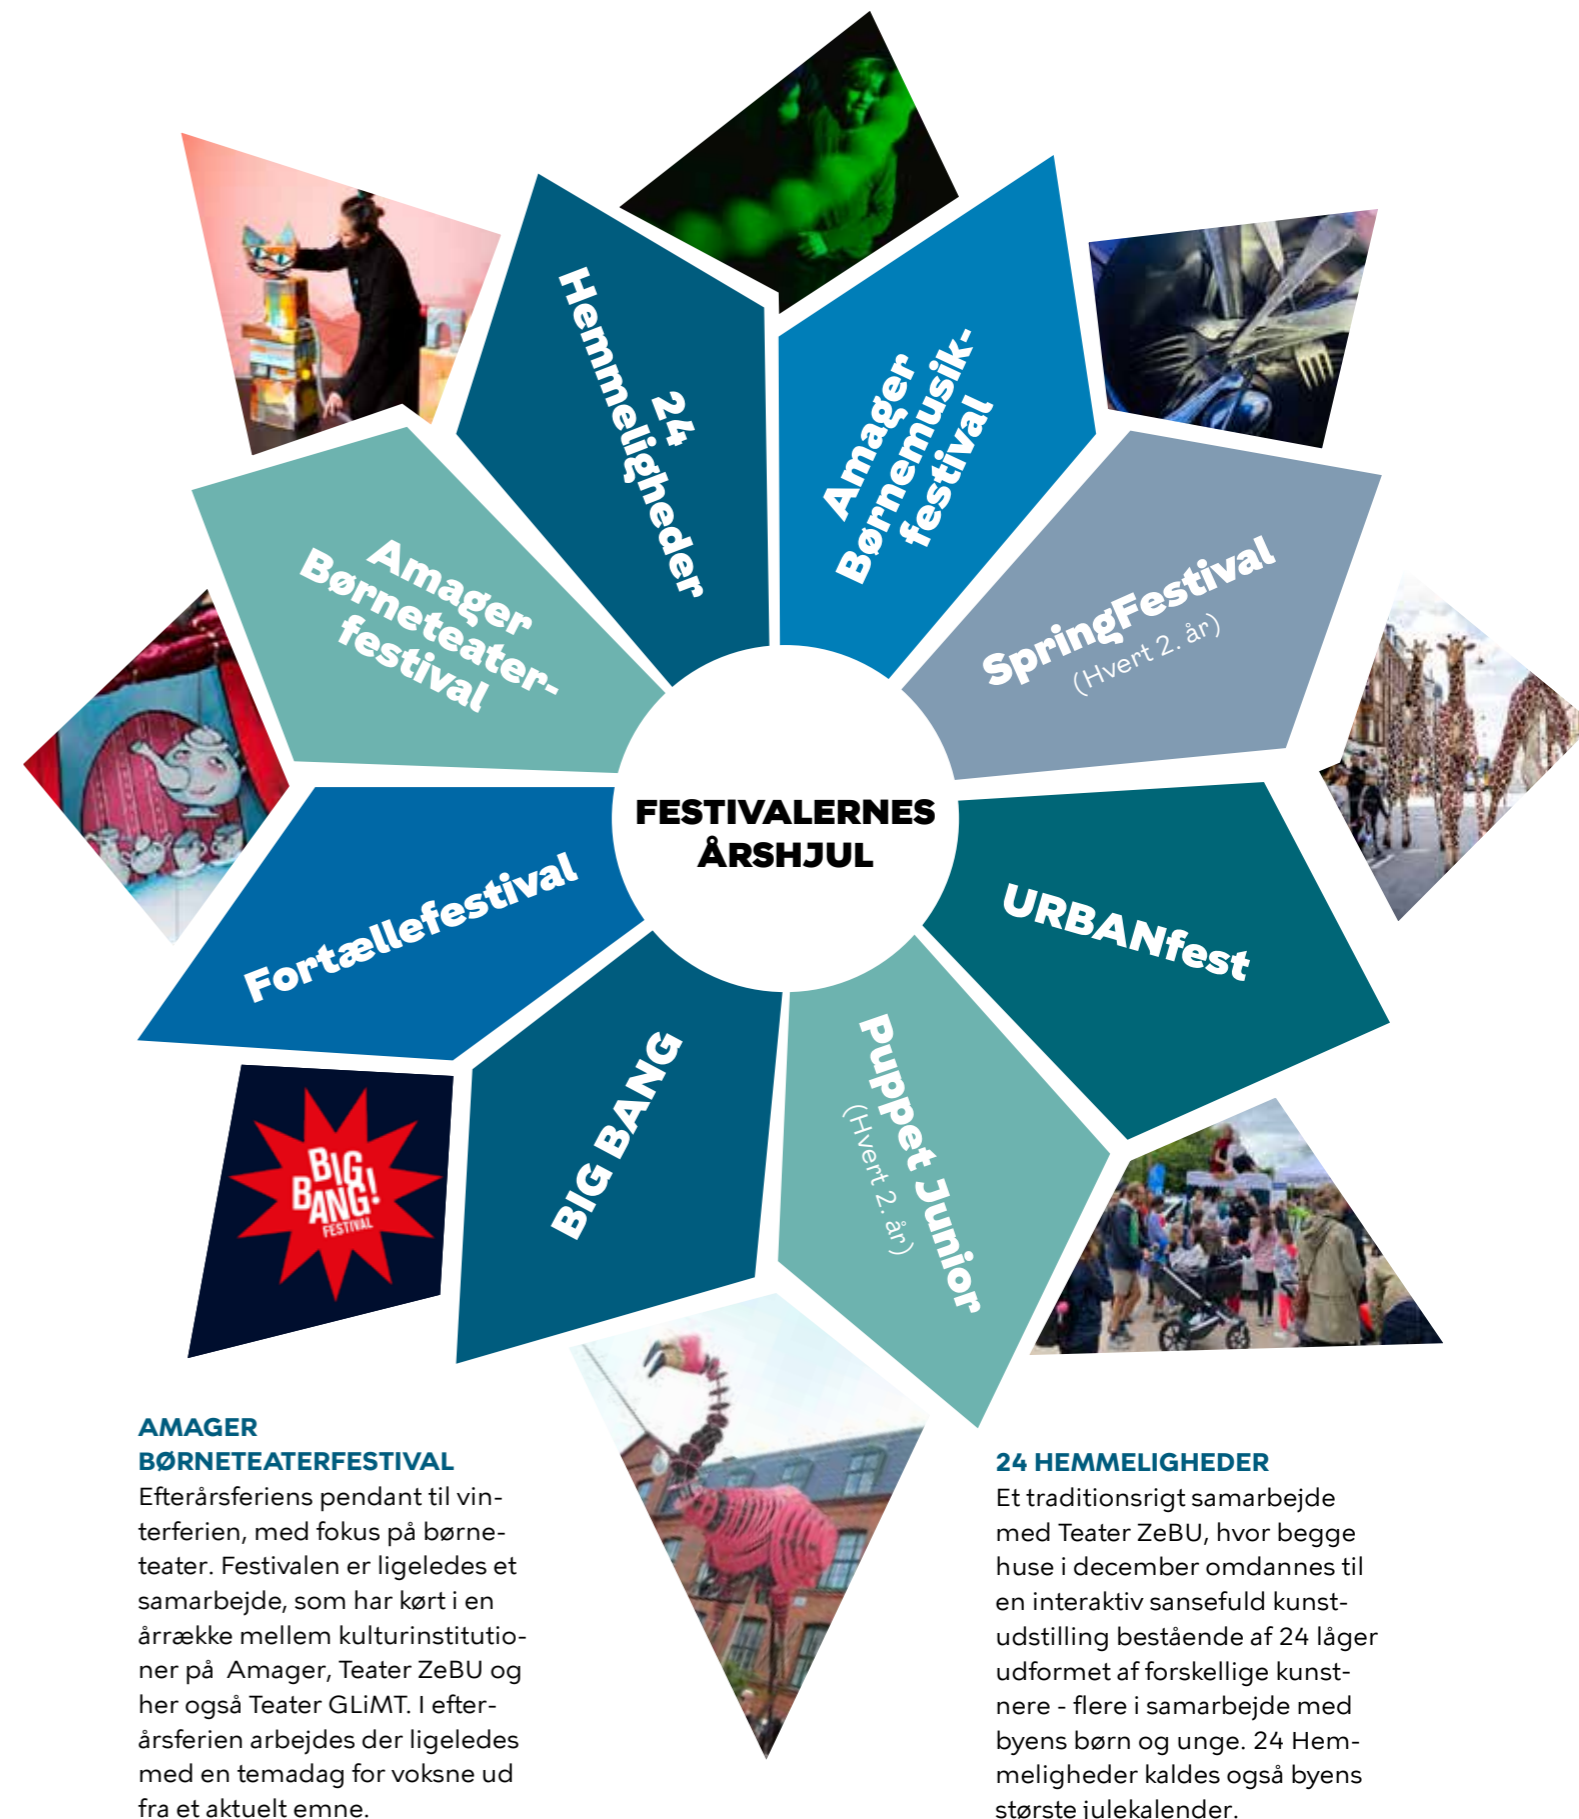 24
Hemmeligheder
Amager
Børnemusik-
festival
SpringFestival
(Hvert 2. år)
URBANfest
Puppet Junior
(Hvert 2. år)
BIG BANG
Fortællefestival
Amager
Børneteater-
festival
FESTIVALERNES
ÅRSHJUL
BIG
BANG!
FESTIVAL
AMAGER
BØRNETEATERFESTIVAL
Efterårsferiens pendant til vin-
terferien, med fokus på børne-
teater. Festivalen er ligeledes et
samarbejde, som har kørt i en
årrække mellem kulturinstitutio-
ner på Amager, Teater ZeBU og
her også Teater GLiMT. I efter-
årsferien arbejdes der ligeledes
med en temadag for voksne ud
fra et aktuelt emne.
24 HEMMELIGHEDER
Et traditionsrigt samarbejde
med Teater ZeBU, hvor begge
huse i december omdannes til
en interaktiv sansefuld kunst-
udstilling bestående af 24 låger
udformet af forskellige kunst-
nere - flere i samarbejde med
byens børn og unge. 24 Hem-
meligheder kaldes også byens
største julekalender.